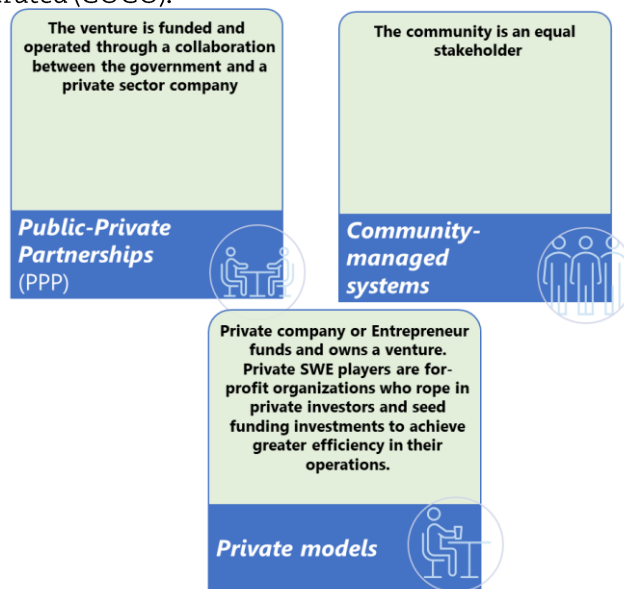 The venture is funded and
operated through a collaboration
between the government and a
private sector company
Public-Private
Partnerships
(PPP)
The community is an equal
stakeholder
Community-
managed
systems
Private company or Entrepreneur
funds and owns a venture.
Private SWE players are for-
profit organizations who rope in
private investors and seed
funding investments to achieve
greater efficiency in their
operations.
Private models